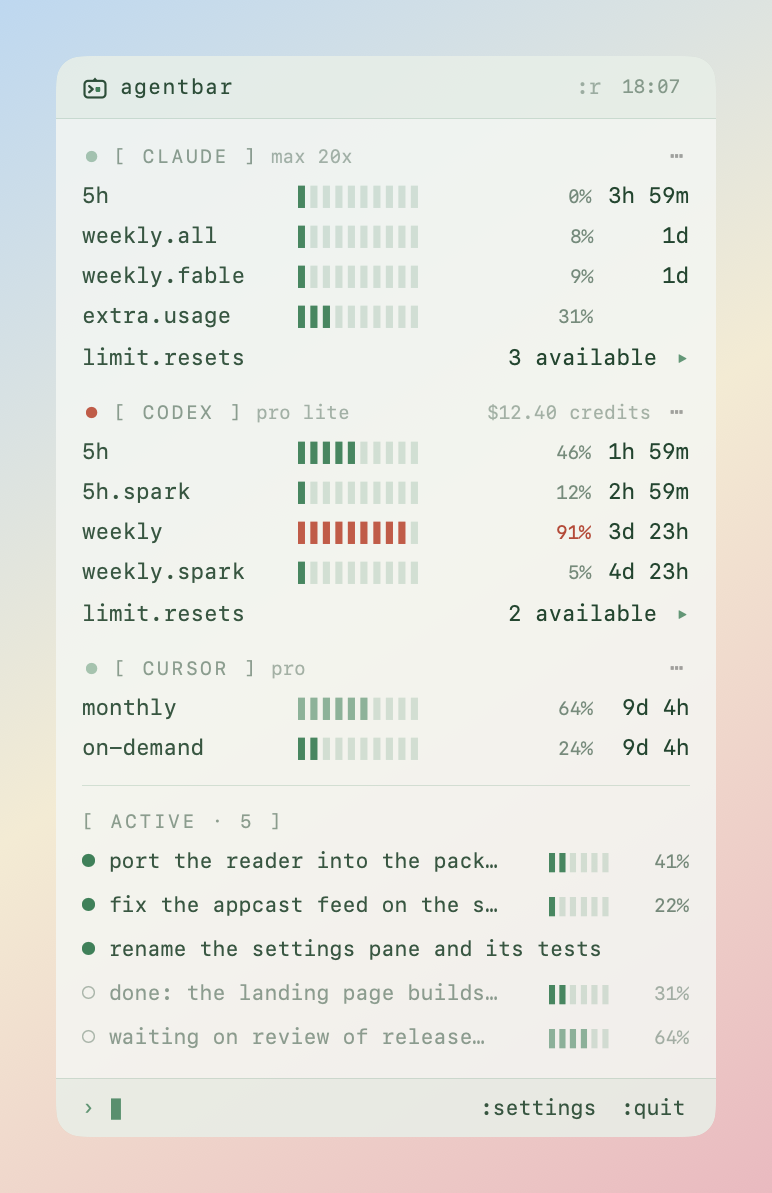 agentbar :r 18:07
[ CLAUDE ] max 20x ⋯
5h 0% 3h 59m
weekly.all 8% 1d
weekly.fable 9% 1d
extra.usage 31%
limit.resets 3 available ▸
[ CODEX ] pro lite $12.40 credits ⋯
5h 46% 1h 59m
5h.spark 12% 2h 59m
weekly 91% 3d 23h
weekly.spark 5% 4d 23h
limit.resets 2 available ▸
[ CURSOR ] pro ⋯
monthly 64% 9d 4h
on-demand 24% 9d 4h
[ ACTIVE · 5 ]
port the reader into the pack… 41%
fix the appcast feed on the s… 22%
rename the settings pane and its tests
done: the landing page builds… 31%
waiting on review of release… 64%
› :settings :quit